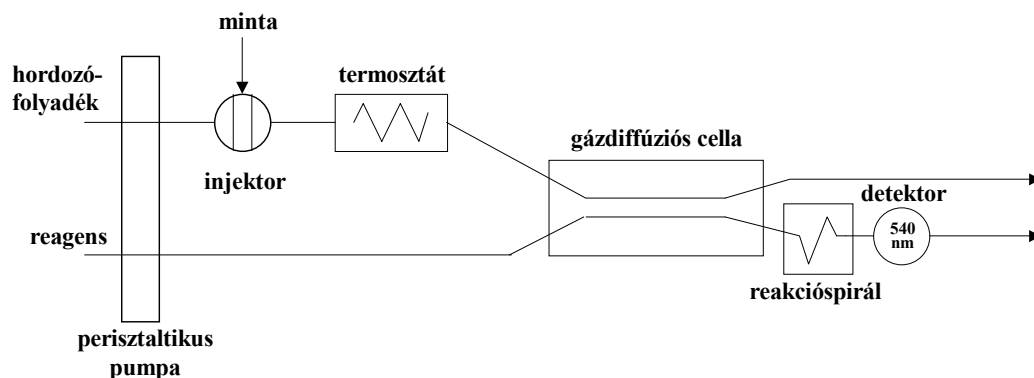 minta
hordozó-
folyadék
termosztát
injektor
gázdiffúziós cella
detektor
reagens
540
nm
reakcióspirál
perisztaltikus
pumpa